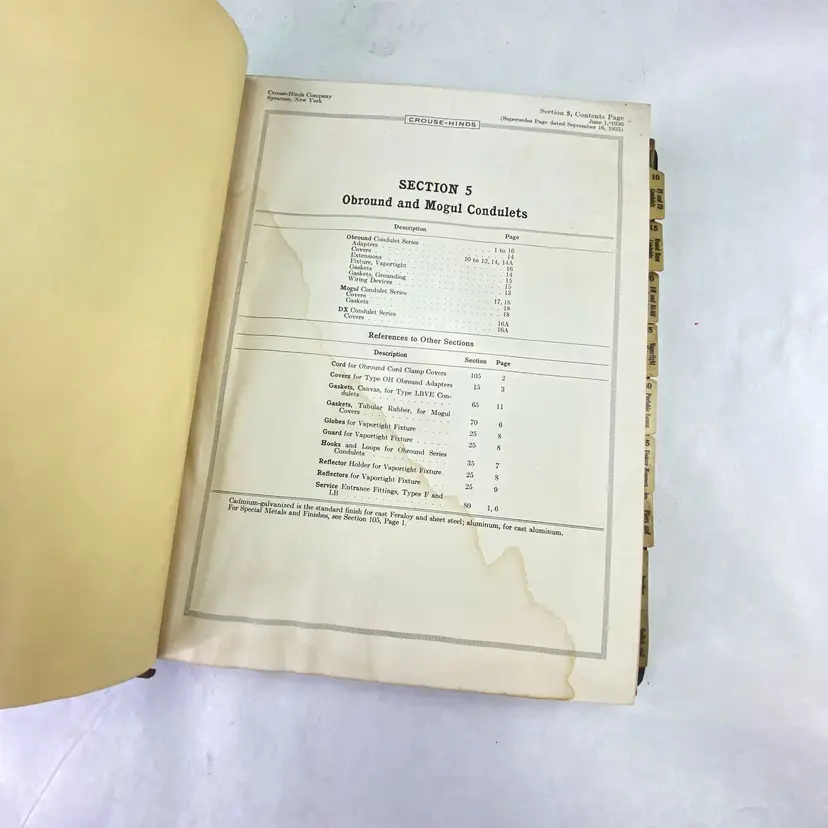 Crouse-Hinds Company
Syracuse, New York
Section 5, Contents Page
June 1, 1936
(Supersedes Page dated September 16, 1935)
CROUSE-HINDS
SECTION 5
Obround and Mogul Condulets
Description Page
Obround Condulet Series 1 to 16
Adapters 14
Covers 10 to 12, 14, 14A
Extensions 16
Fixture, Vaportight 14
Gaskets 15
Gaskets, Grounding 15
Wiring Devices 13
Mogul Condulet Series 17, 18
Covers 18
Gaskets 18
DX Condulet Series 16A
Covers 16A
References to Other Sections
Description Section Page
Cord for Obround Cord Clamp Covers 105 2
Covers for Type OH Obround Adapters 15 3
Gaskets, Canvas, for Type LBVE Con-
dulets 65 11
Gaskets, Tubular Rubber, for Mogul
Covers 70 6
Globes for Vaportight Fixture 25 8
Guard for Vaportight Fixture 25 8
Hooks and Loops for Obround Series
Condulets 35 7
Reflector Holder for Vaportight Fixture 25 8
Reflectors for Vaportight Fixture 25 9
Service Entrance Fittings, Types F and
LB 80 1, 6
Cadmium-galvanized is the standard finish for cast Feraloy and sheet steel; aluminum, for cast aluminum.
For Special Metals and Finishes, see Section 105, Page 1.
10
15